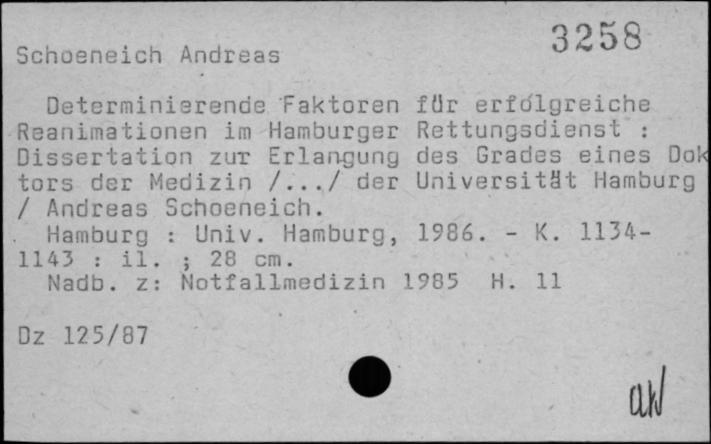 3258
Schoeneich Andreas
Determinierende Faktoren für erfolgreiche
Reanimationen im Hamburger Rettungsdienst :
Dissertation zur Erlangung des Grades eines Dok
tors der Medizin /.../ der Universität Hamburg
/ Andreas Schoeneich.
Hamburg : Univ. Hamburg, 1986. - K. 1134-
1143 : il. ; 28 cm.
Nadb. z: Notfallmedizin 1985 H. 11
Dz 125/87